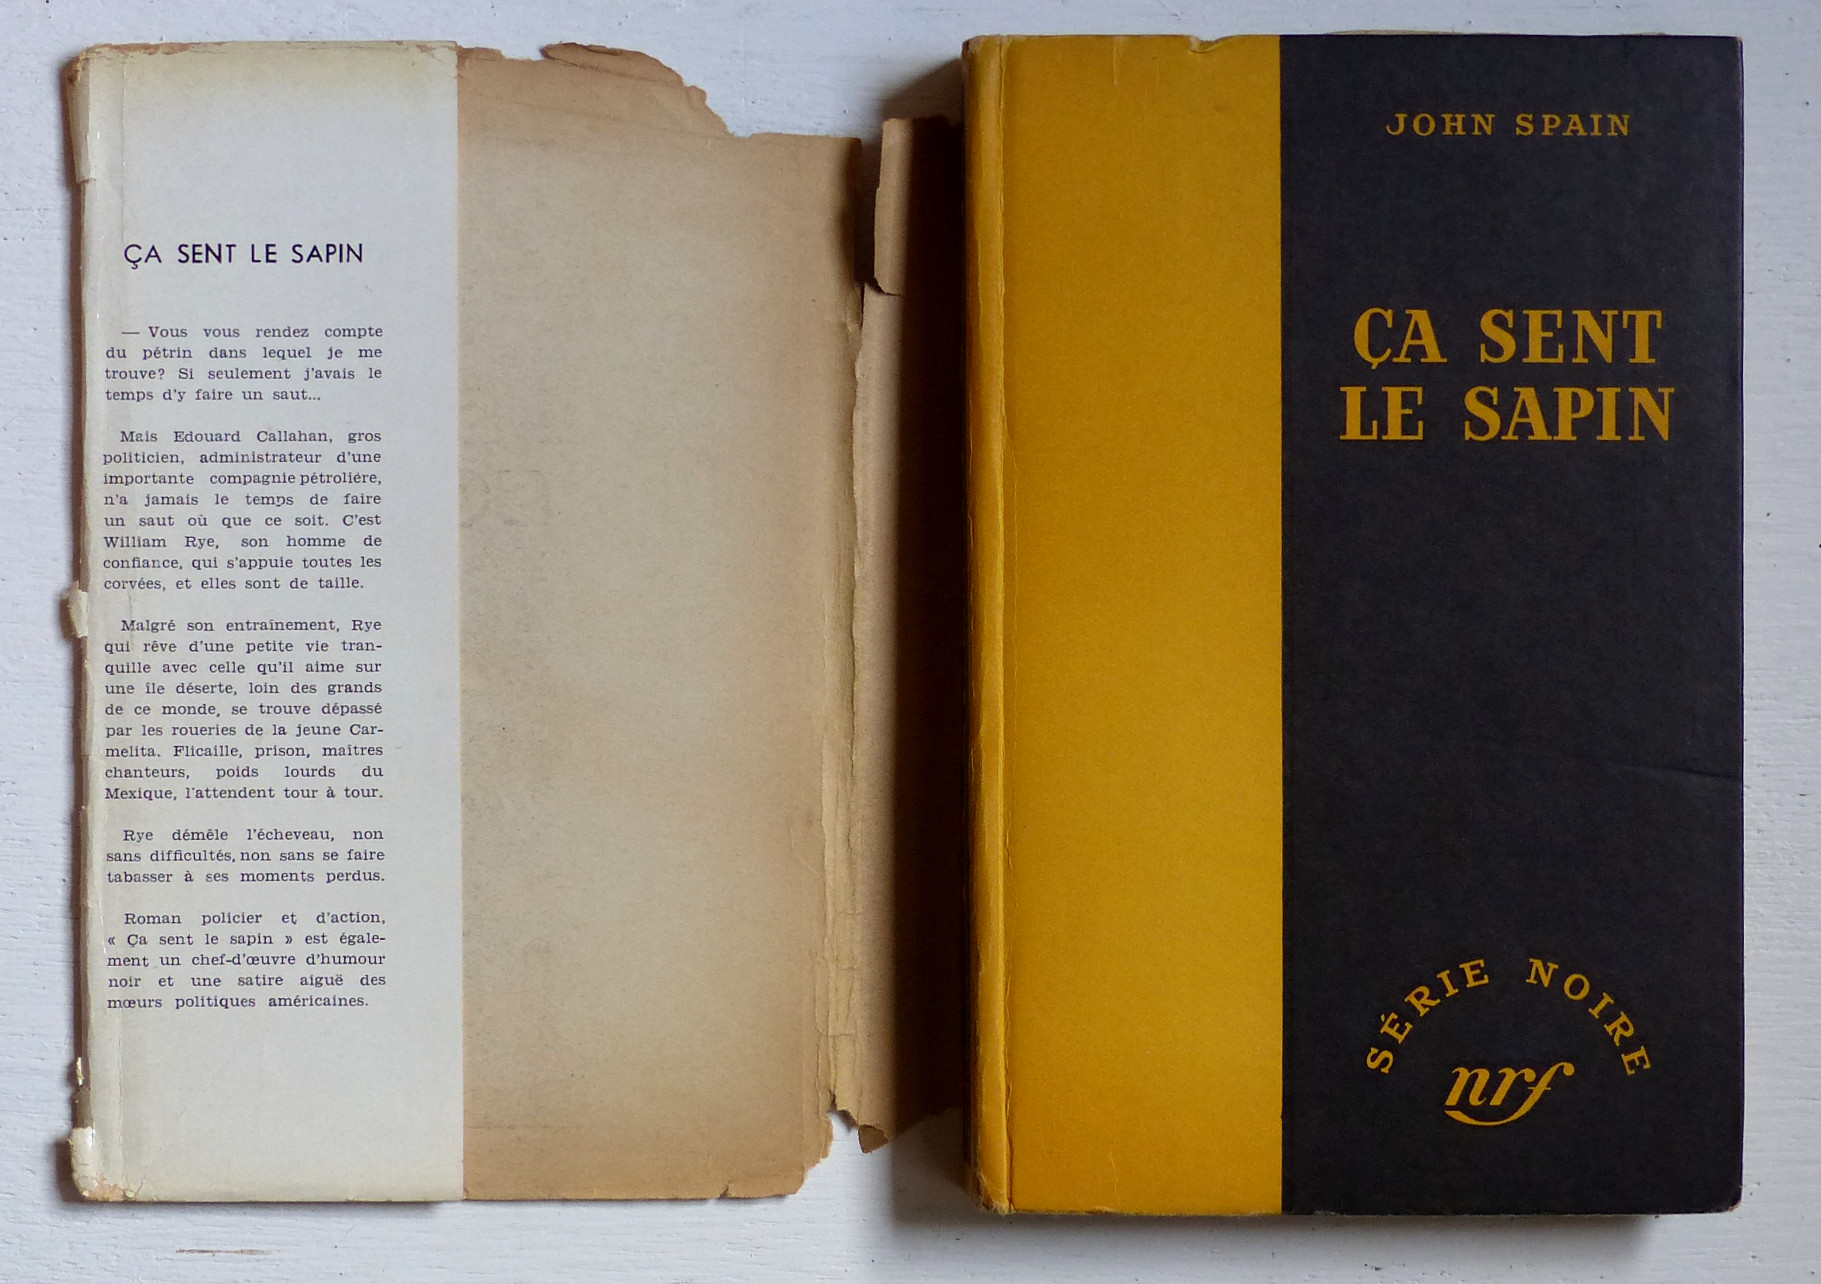 ÇA SENT LE SAPIN
— Vous vous rendez compte
du pétrin dans lequel je me
trouve? Si seulement j'avais le
temps d'y faire un saut...
Mais Edouard Callahan, gros
politicien, administrateur d'une
importante compagnie pétrolière,
n'a jamais le temps de faire
un saut où que ce soit. C'est
William Rye, son homme de
confiance, qui s'appuie toutes les
corvées, et elles sont de taille.
Malgré son entraînement, Rye
qui rêve d'une petite vie tran-
quille avec celle qu'il aime sur
une île déserte, loin des grands
de ce monde, se trouve dépassé
par les roueries de la jeune Car-
melita. Flicaille, prison, maîtres
chanteurs, poids lourds du
Mexique, l'attendent tour à tour.
Rye démêle l'écheveau, non
sans difficultés, non sans se faire
tabasser à ses moments perdus.
Roman policier et d'action,
« Ça sent le sapin » est égale-
ment un chef-d'œuvre d'humour
noir et une satire aiguë des
mœurs politiques américaines.
JOHN SPAIN
ÇA SENT
LE SAPIN
SÉRIE NOIRE
nrf